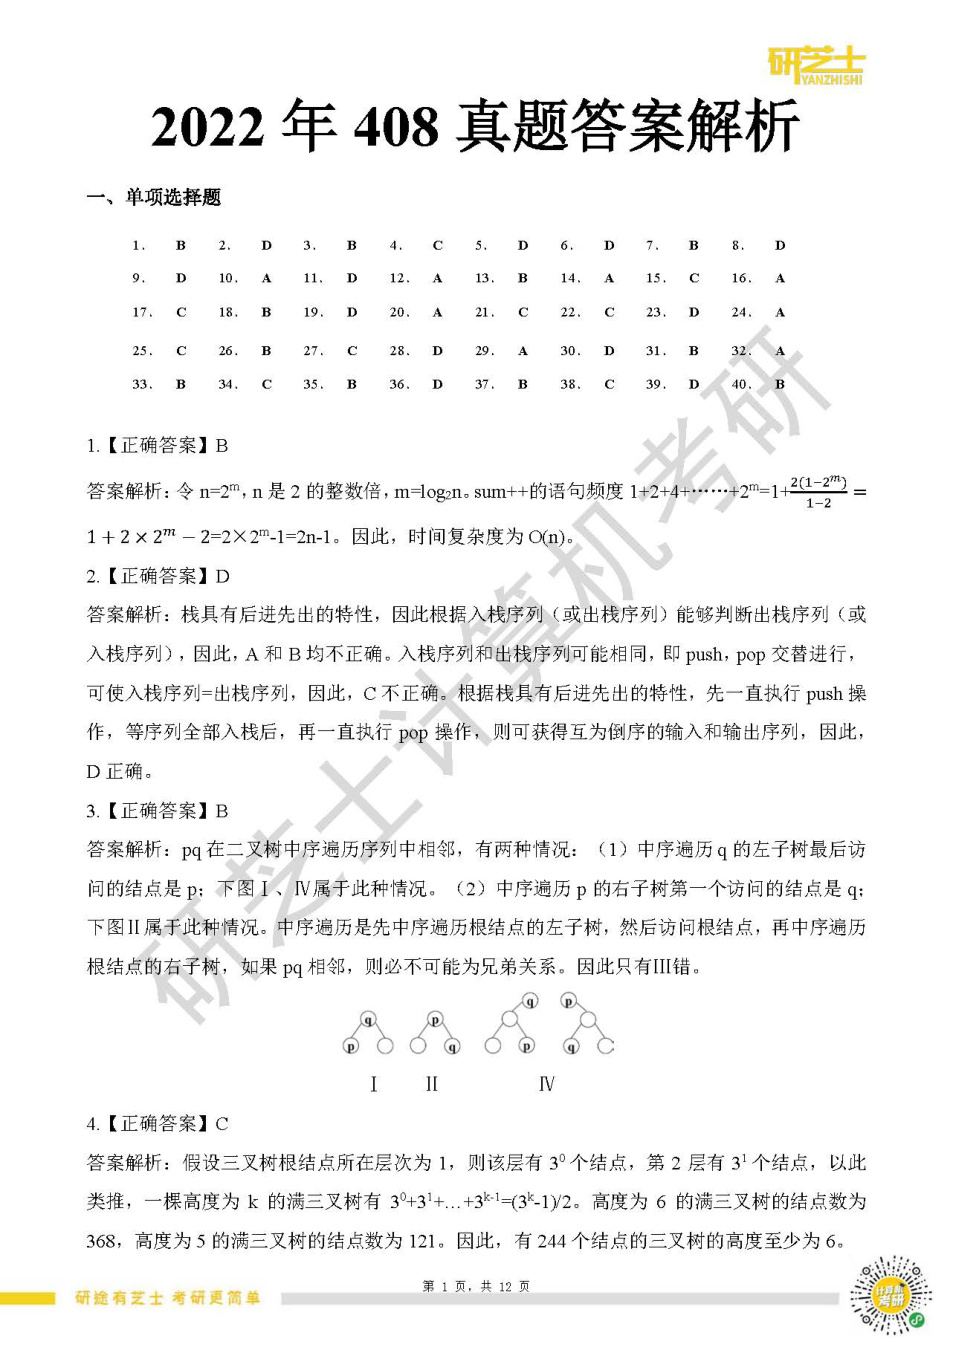 研芝士
YANZHISHI
2022 年 408 真题答案解析
一、单项选择题
1. B 2. D 3. B 4. C 5. D 6. D 7. B 8. D
9. D 10. A 11. D 12. A 13. B 14. A 15. C 16. A
17. C 18. B 19. D 20. A 21. C 22. C 23. D 24. A
25. C 26. B 27. C 28. D 29. A 30. D 31. B 32. A
33. B 34. C 35. B 36. D 37. B 38. C 39. D 40. B
1.【正确答案】B
答案解析：令 n=2ᵐ，n 是 2 的整数倍，m=log₂n。sum++的语句频度 1+2+4+……+2ᵐ=1+2(1−2ᵐ)/(1−2) =
1 + 2 × 2ᵐ − 2=2×2ᵐ-1=2n-1。因此，时间复杂度为 O(n)。
2.【正确答案】D
答案解析：栈具有后进先出的特性，因此根据入栈序列（或出栈序列）能够判断出栈序列（或
入栈序列），因此，A 和 B 均不正确。入栈序列和出栈序列可能相同，即 push，pop 交替进行，
可使入栈序列=出栈序列，因此，C 不正确。根据栈具有后进先出的特性，先一直执行 push 操
作，等序列全部入栈后，再一直执行 pop 操作，则可获得互为倒序的输入和输出序列，因此，
D 正确。
3.【正确答案】B
答案解析：pq 在二叉树中序遍历序列中相邻，有两种情况：（1）中序遍历 q 的左子树最后访
问的结点是 p；下图Ⅰ、Ⅳ属于此种情况。（2）中序遍历 p 的右子树第一个访问的结点是 q；
下图Ⅱ属于此种情况。中序遍历是先中序遍历根结点的左子树，然后访问根结点，再中序遍历
根结点的右子树，如果 pq 相邻，则必不可能为兄弟关系。因此只有Ⅲ错。
q p
q p
p q p q
Ⅰ Ⅱ Ⅳ
4.【正确答案】C
答案解析：假设三叉树根结点所在层次为 1，则该层有 3⁰ 个结点，第 2 层有 3¹ 个结点，以此
类推，一棵高度为 k 的满三叉树有 3⁰+3¹+…+3ᵏ⁻¹=(3ᵏ-1)/2。高度为 6 的满三叉树的结点数为
368，高度为 5 的满三叉树的结点数为 121。因此，有 244 个结点的三叉树的高度至少为 6。
第 1 页，共 12 页
研途有芝士 考研更简单
计算机
考研
研芝士计算机考研